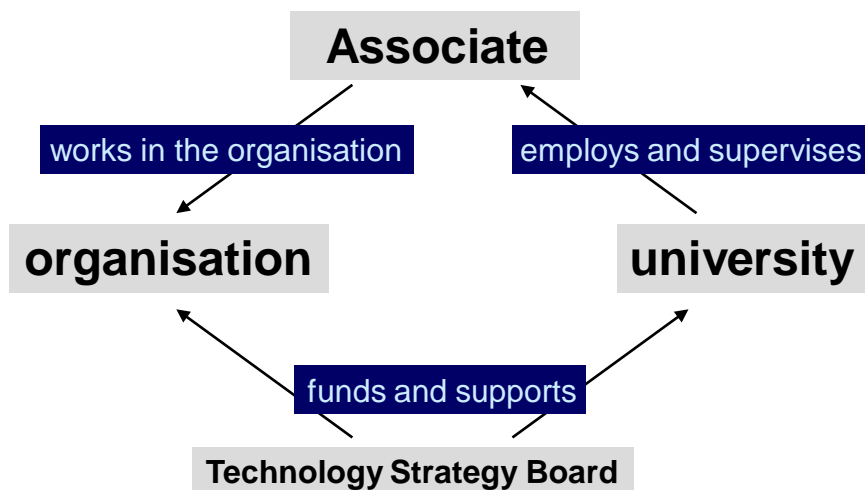 Associate
works in the organisation
employs and supervises
organisation
university
funds and supports
Technology Strategy Board